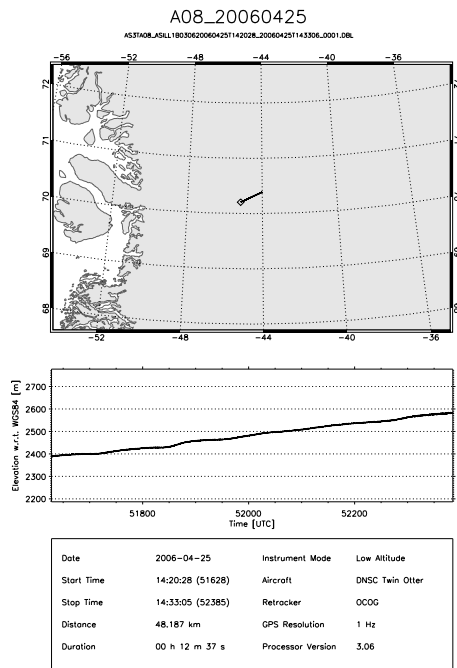 A08_20060425
AS3TA08_ASILL1B030620060425T142028_20060425T143306_0001.DBL
-56 -52 -48 -44 -40 -36
72
71
70
69
68
-52 -48 -44 -40 -36
Elevation w.r.t. WGS84 [m]
2700
2600
2500
2400
2200
51800 52000 52200
Time [UTC]
Date 2006-04-25 Instrument Mode Low Altitude
Start Time 14:20:28 (51628) Aircraft DNSC Twin Otter
Stop Time 14:33:05 (52385) Retracker OCOG
Distance 48.187 km GPS Resolution 1 Hz
Duration 00 h 12 m 37 s Processor Version 3.06